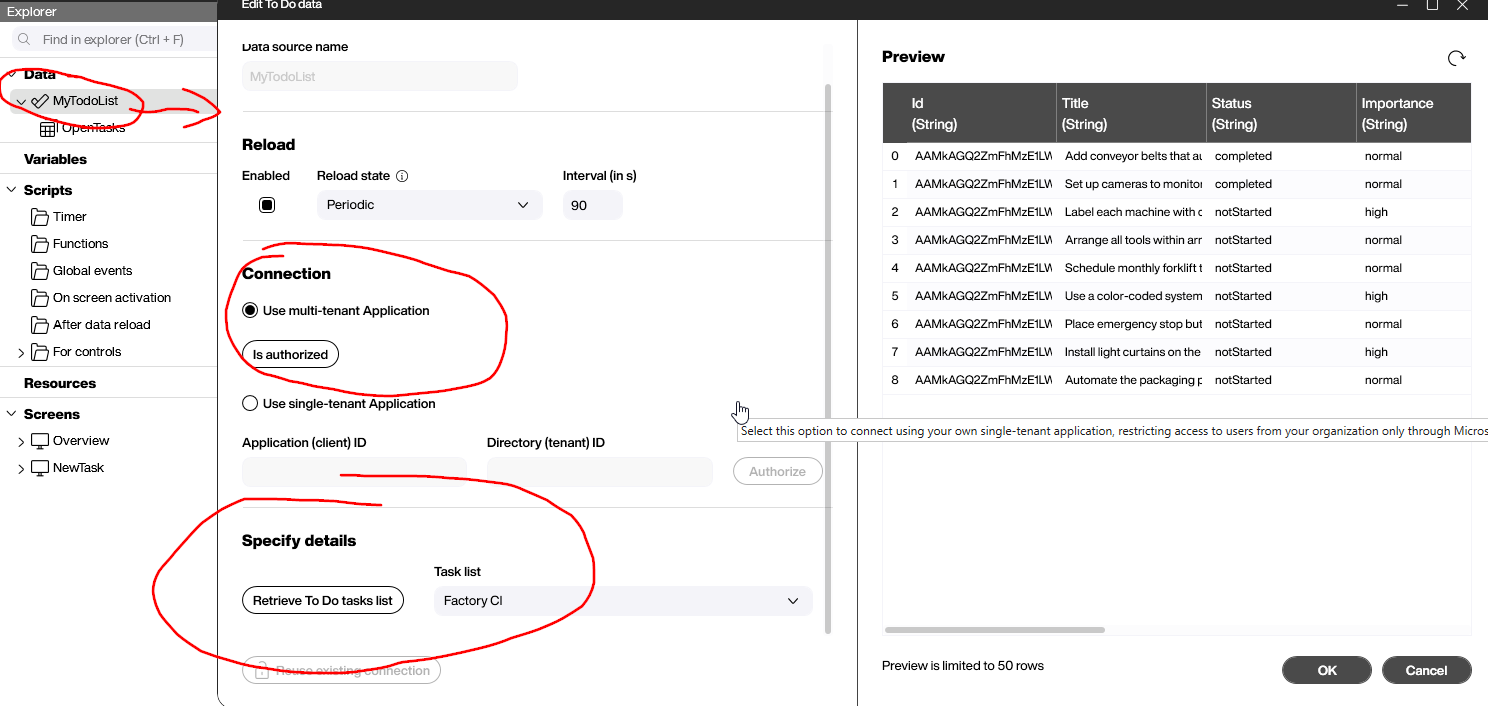 Explorer
Find in explorer (Ctrl + F)
Data
MyTodoList
OpenTasks
Variables
Scripts
Timer
Functions
Global events
On screen activation
After data reload
For controls
Resources
Screens
Overview
NewTask
Edit To Do data
Data source name
MyTodoList
Reload
Enabled
Reload state
Interval (in s)
Periodic
90
Connection
Use multi-tenant Application
Is authorized
Use single-tenant Application
Application (client) ID
Directory (tenant) ID
Authorize
Specify details
Task list
Retrieve To Do tasks list
Factory CI
Reuse existing connection
Preview
Id Title Status Importance
(String) (String) (String) (String)
0 AAMkAGQ2ZmFhMzE1LW Add conveyor belts that au completed normal
1 AAMkAGQ2ZmFhMzE1LW Set up cameras to monitor completed normal
2 AAMkAGQ2ZmFhMzE1LW Label each machine with c notStarted high
3 AAMkAGQ2ZmFhMzE1LW Arrange all tools within arr notStarted normal
4 AAMkAGQ2ZmFhMzE1LW Schedule monthly forklift t notStarted normal
5 AAMkAGQ2ZmFhMzE1LW Use a color-coded system notStarted high
6 AAMkAGQ2ZmFhMzE1LW Place emergency stop but notStarted normal
7 AAMkAGQ2ZmFhMzE1LW Install light curtains on the notStarted high
8 AAMkAGQ2ZmFhMzE1LW Automate the packaging p notStarted normal
Select this option to connect using your own single-tenant application, restricting access to users from your organization only through Micros
Preview is limited to 50 rows
OK
Cancel